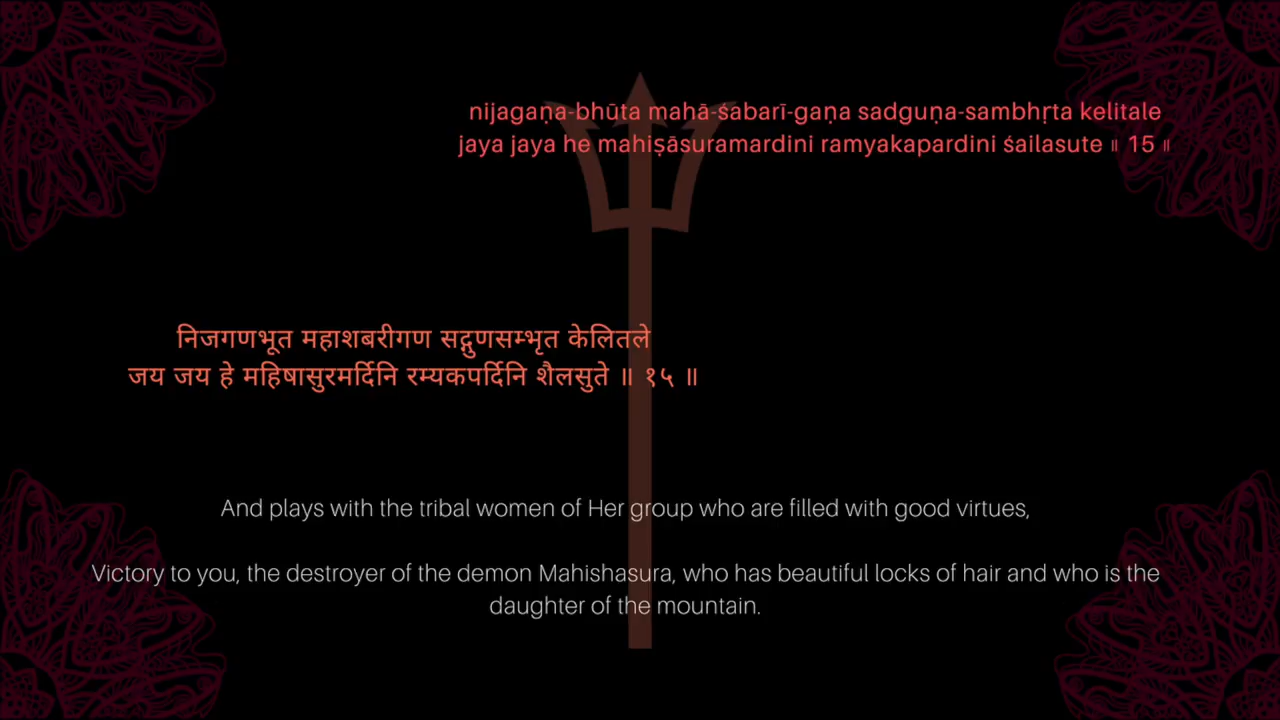 nijagaṇa-bhūta mahā-śabarī-gaṇa sadguṇa-sambhṛta kelitale
jaya jaya he mahiṣāsuramardini ramyakapardini śailasute ॥ 15 ॥
निजगणभूत महाशबरीगण सद्गुणसम्भृत केलितले
जय जय हे महिषासुरमर्दिनि रम्यकपर्दिनि शैलसुते ॥ १५ ॥
And plays with the tribal women of Her group who are filled with good virtues,
Victory to you, the destroyer of the demon Mahishasura, who has beautiful locks of hair and who is the
daughter of the mountain.